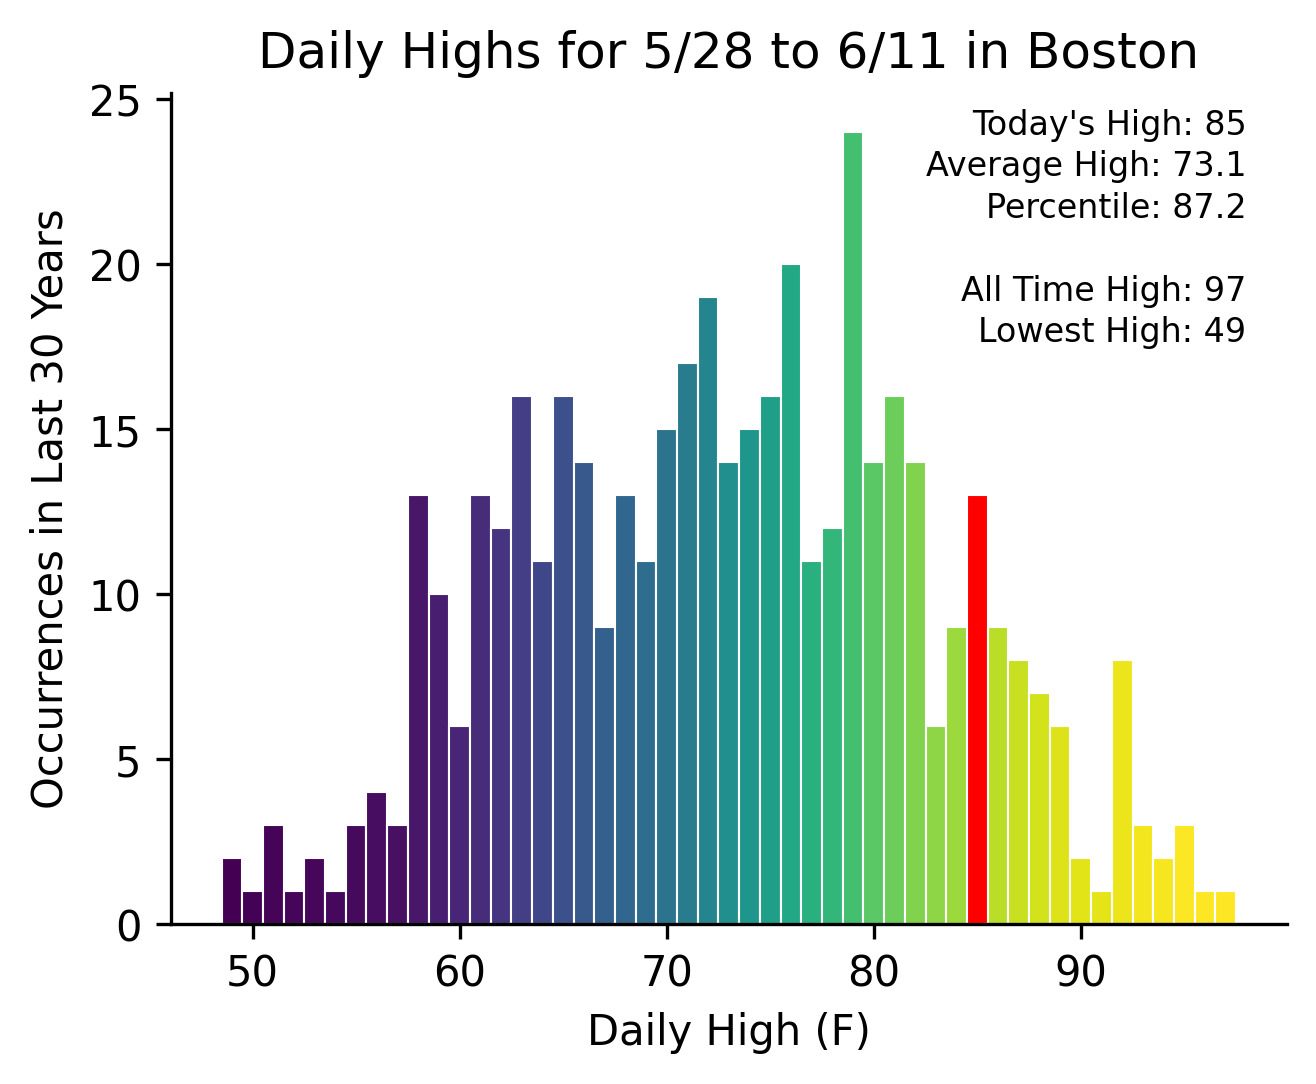 Daily Highs for 5/28 to 6/11 in Boston
Today's High: 85
Average High: 73.1
Percentile: 87.2
All Time High: 97
Lowest High: 49
Occurrences in Last 30 Years
25
20
15
10
5
0
50 60 70 80 90
Daily High (F)